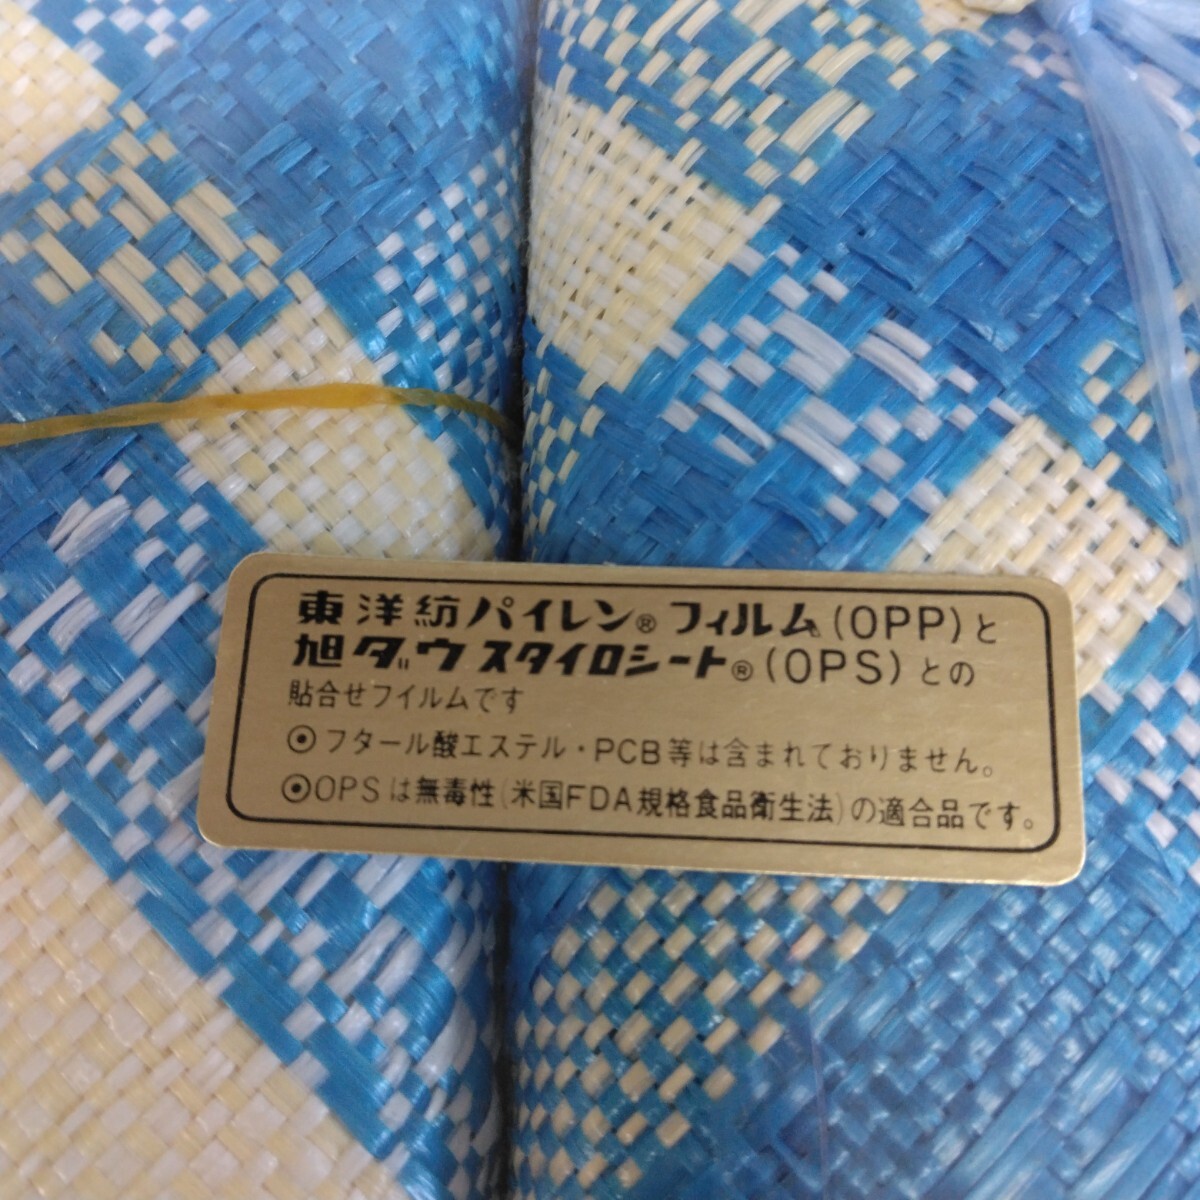 東洋紡パイレン®フィルム(OPP)と
旭ダウスタイロシート®(OPS)との
貼合せフイルムです
⦿フタール酸エステル・PCB等は含まれておりません。
⦿OPSは無毒性(米国FDA規格食品衛生法)の適合品です。